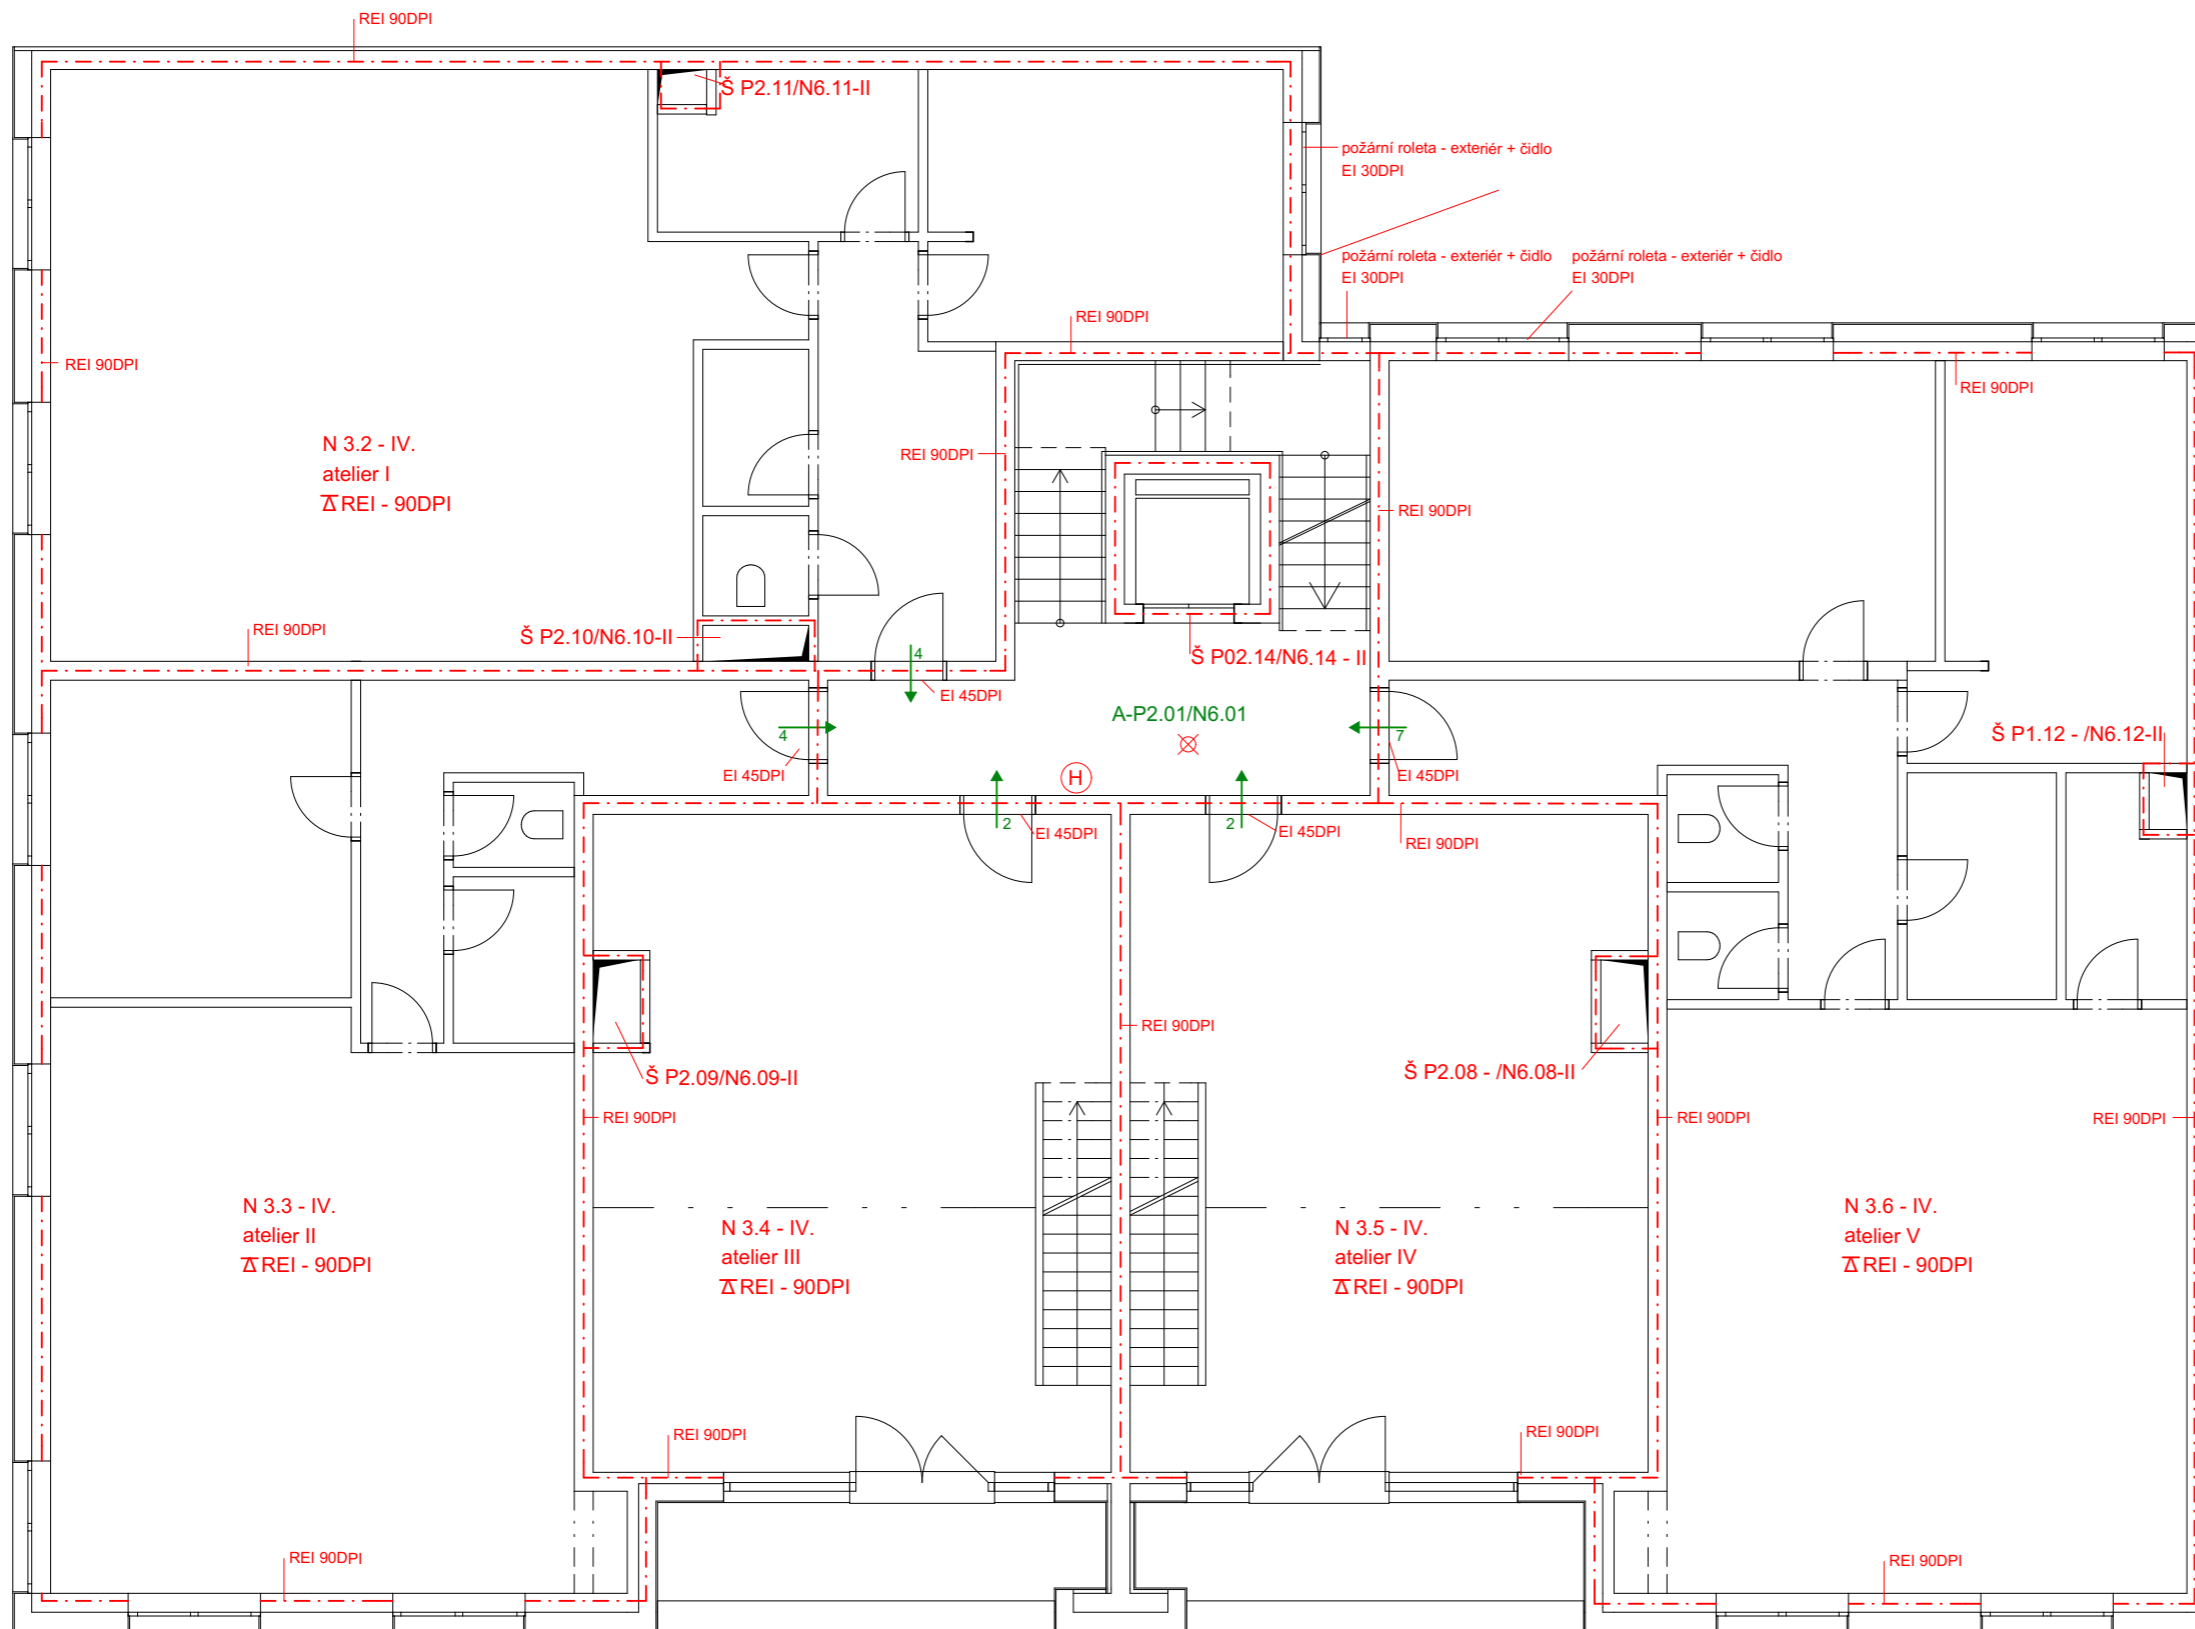 REI 90DPI
Š P2.11/N6.11-II
požární roleta - exteriér + čidlo
EI 30DPI
požární roleta - exteriér + čidlo
EI 30DPI
požární roleta - exteriér + čidlo
EI 30DPI
REI 90DPI
REI 90DPI
REI 90DPI
N 3.2 - IV.
atelier I
REI - 90DPI
REI 90DPI
REI 90DPI
REI 90DPI
Š P2.10/N6.10-II
Š P02.14/N6.14 - II
4
EI 45DPI
A-P2.01/N6.01
4
7
Š P1.12 - /N6.12-II
EI 45DPI
H
EI 45DPI
2
EI 45DPI
2
EI 45DPI
REI 90DPI
REI 90DPI
Š P2.09/N6.09-II
Š P2.08 - /N6.08-II
REI 90DPI
REI 90DPI
REI 90DPI
N 3.3 - IV.
atelier II
REI - 90DPI
N 3.4 - IV.
atelier III
REI - 90DPI
N 3.5 - IV.
atelier IV
REI - 90DPI
N 3.6 - IV.
atelier V
REI - 90DPI
REI 90DPI
REI 90DPI
REI 90DPI
REI 90DPI